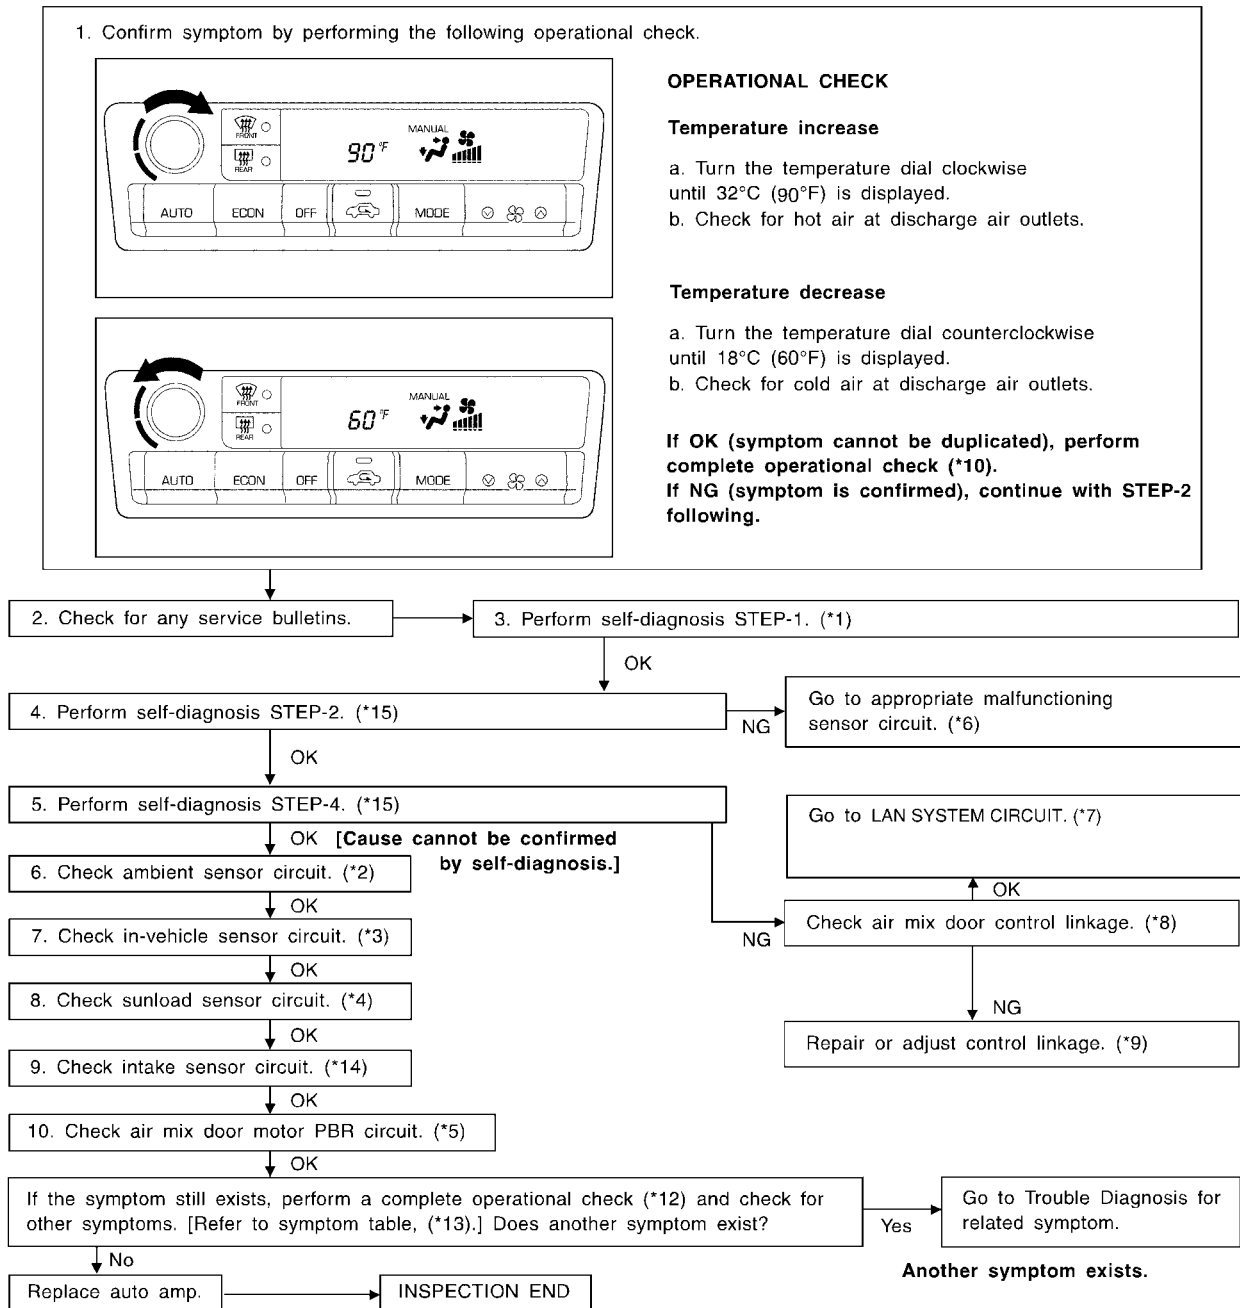 1. Confirm symptom by performing the following operational check.
FRONT
REAR
90°F
MANUAL
AUTO
ECON
OFF
MODE
OPERATIONAL CHECK
Temperature increase
a. Turn the temperature dial clockwise
until 32°C (90°F) is displayed.
b. Check for hot air at discharge air outlets.
FRONT
REAR
60°F
MANUAL
AUTO
ECON
OFF
MODE
Temperature decrease
a. Turn the temperature dial counterclockwise
until 18°C (60°F) is displayed.
b. Check for cold air at discharge air outlets.
If OK (symptom cannot be duplicated), perform
complete operational check (*10).
If NG (symptom is confirmed), continue with STEP-2
following.
2. Check for any service bulletins.
3. Perform self-diagnosis STEP-1. (*1)
OK
4. Perform self-diagnosis STEP-2. (*15)
NG
Go to appropriate malfunctioning
sensor circuit. (*6)
OK
5. Perform self-diagnosis STEP-4. (*15)
OK [Cause cannot be confirmed
by self-diagnosis.]
Go to LAN SYSTEM CIRCUIT. (*7)
OK
NG
Check air mix door control linkage. (*8)
NG
Repair or adjust control linkage. (*9)
6. Check ambient sensor circuit. (*2)
OK
7. Check in-vehicle sensor circuit. (*3)
OK
8. Check sunload sensor circuit. (*4)
OK
9. Check intake sensor circuit. (*14)
OK
10. Check air mix door motor PBR circuit. (*5)
OK
If the symptom still exists, perform a complete operational check (*12) and check for
other symptoms. [Refer to symptom table, (*13).] Does another symptom exist?
Yes
Go to Trouble Diagnosis for
related symptom.
Another symptom exists.
No
Replace auto amp.
INSPECTION END